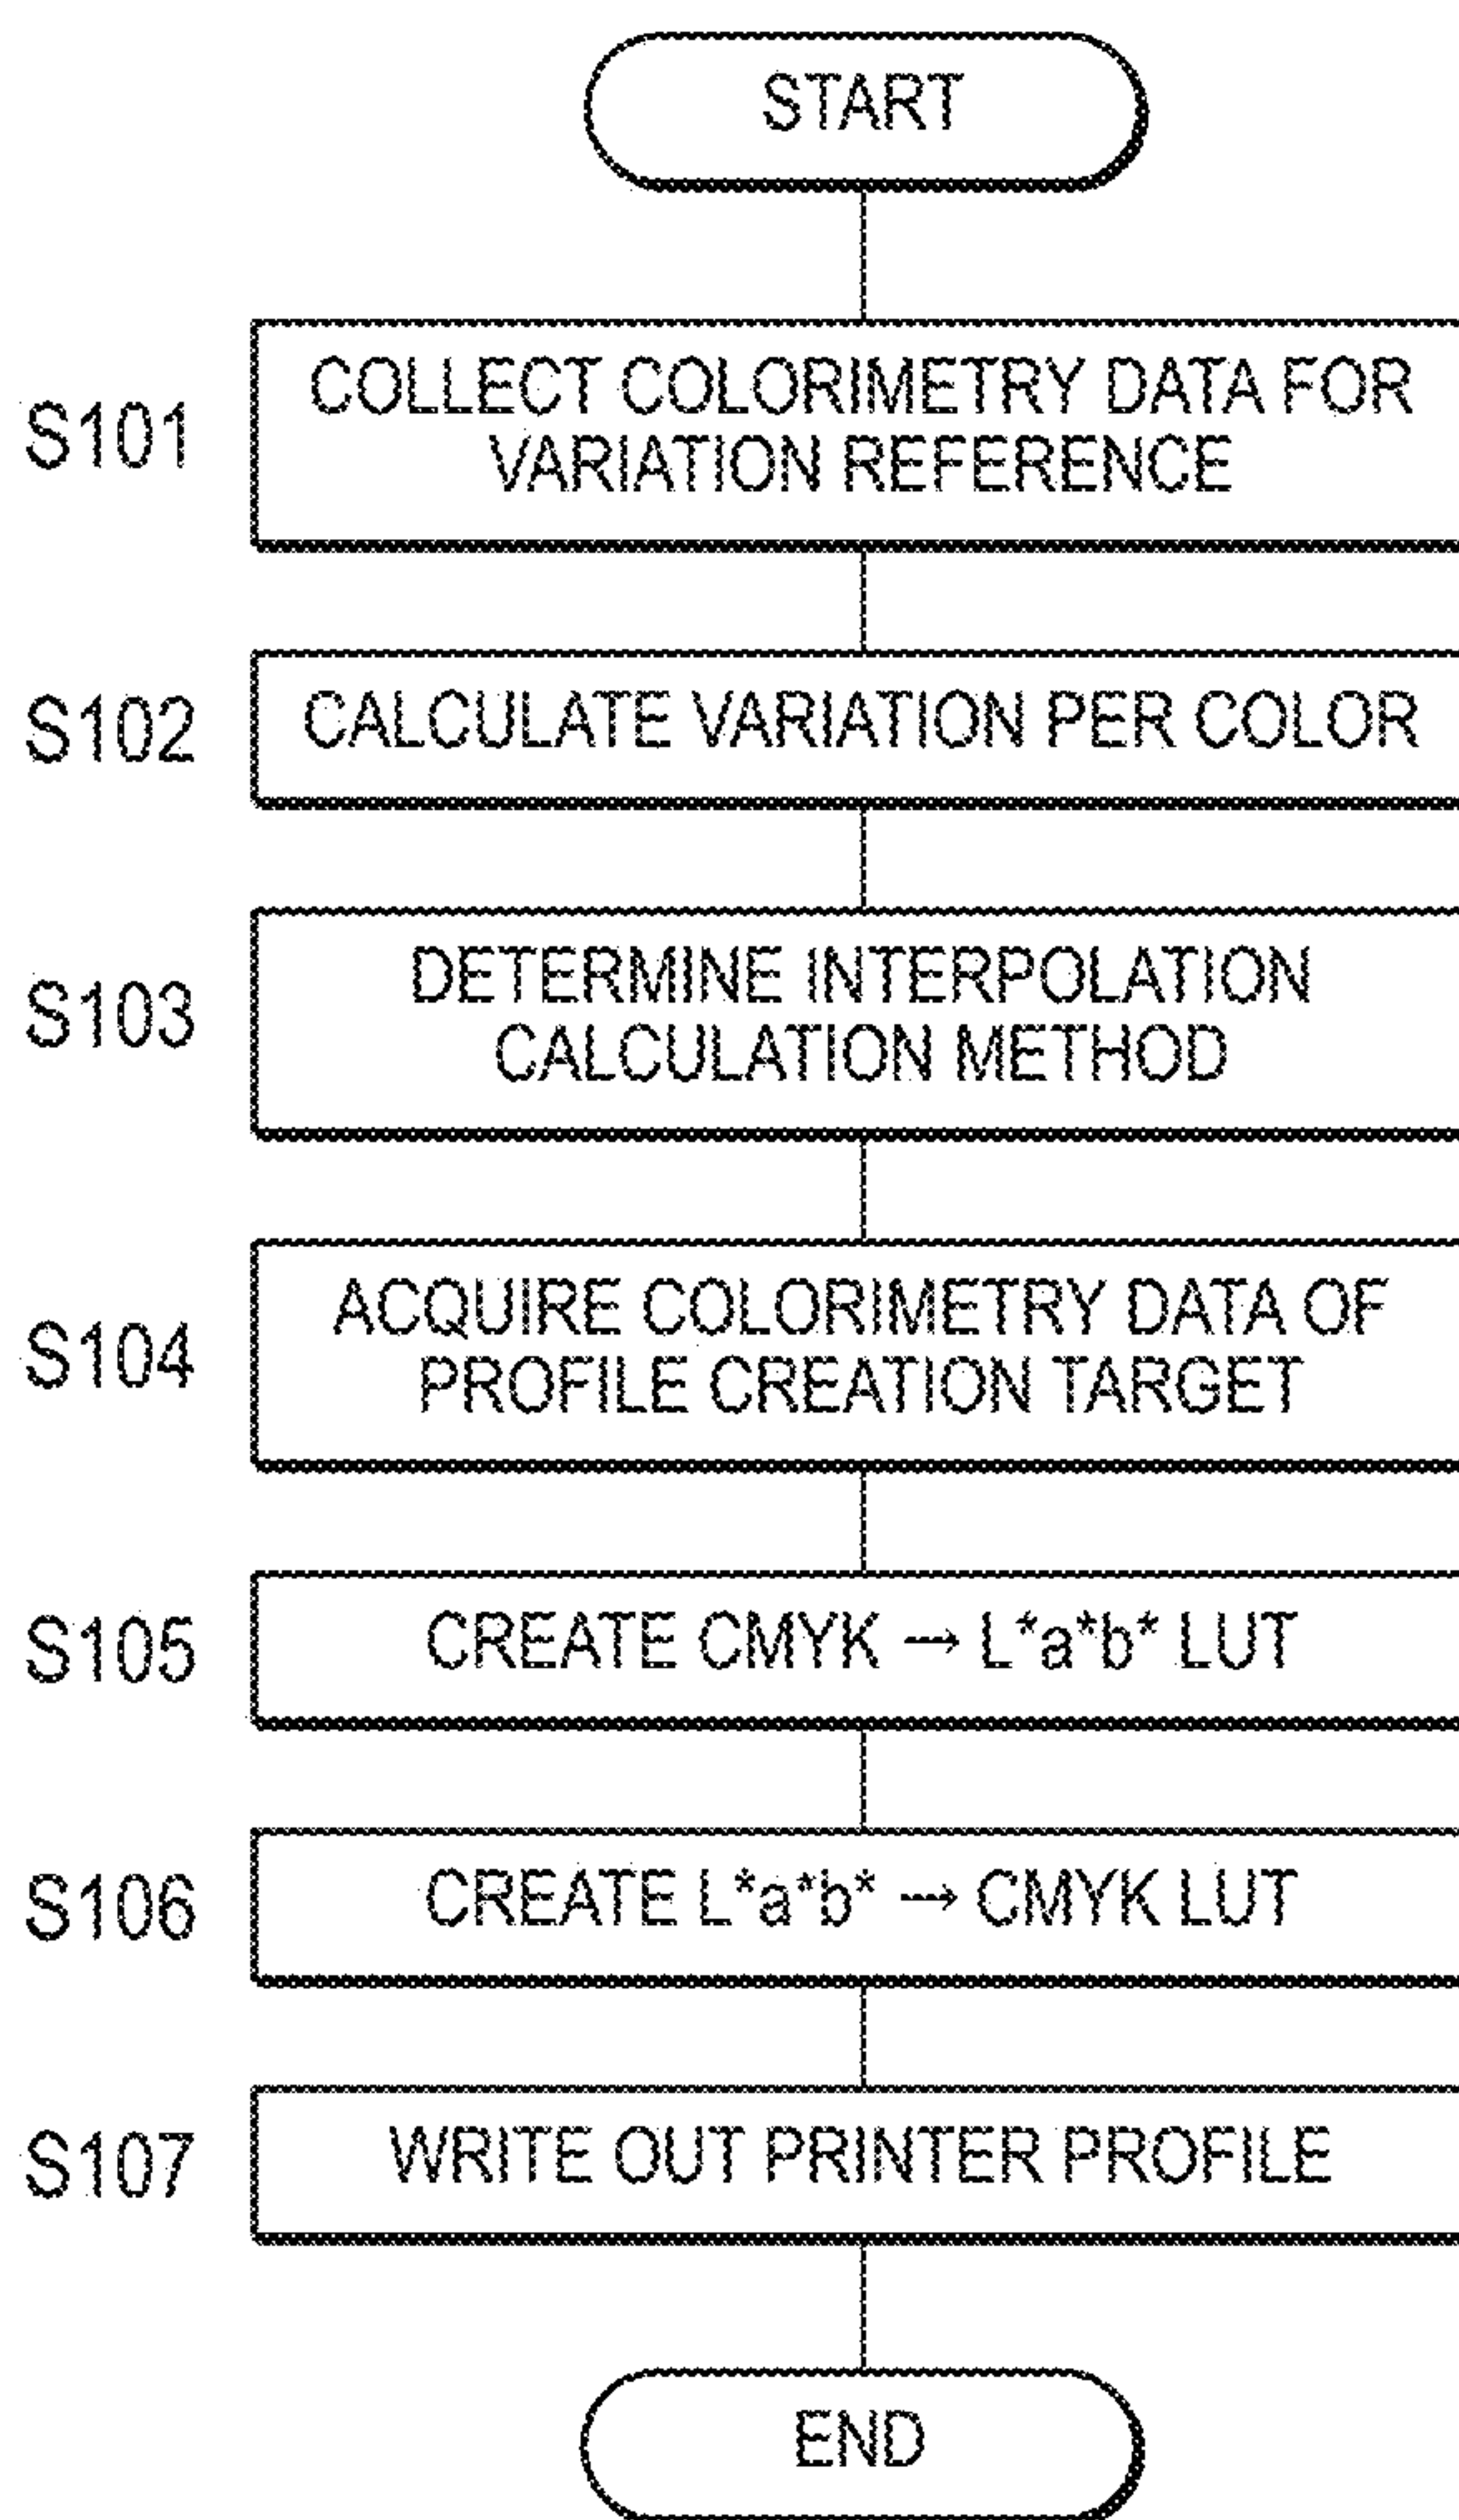 START
S101
COLLECT COLORIMETRY DATA FOR
VARIATION REFERENCE
S102
CALCULATE VARIATION PER COLOR
S103
DETERMINE INTERPOLATION
CALCULATION METHOD
S104
ACQUIRE COLORIMETRY DATA OF
PROFILE CREATION TARGET
S105
CREATE CMYK → L*a*b* LUT
S106
CREATE L*a*b* → CMYK LUT
S107
WRITE OUT PRINTER PROFILE
END